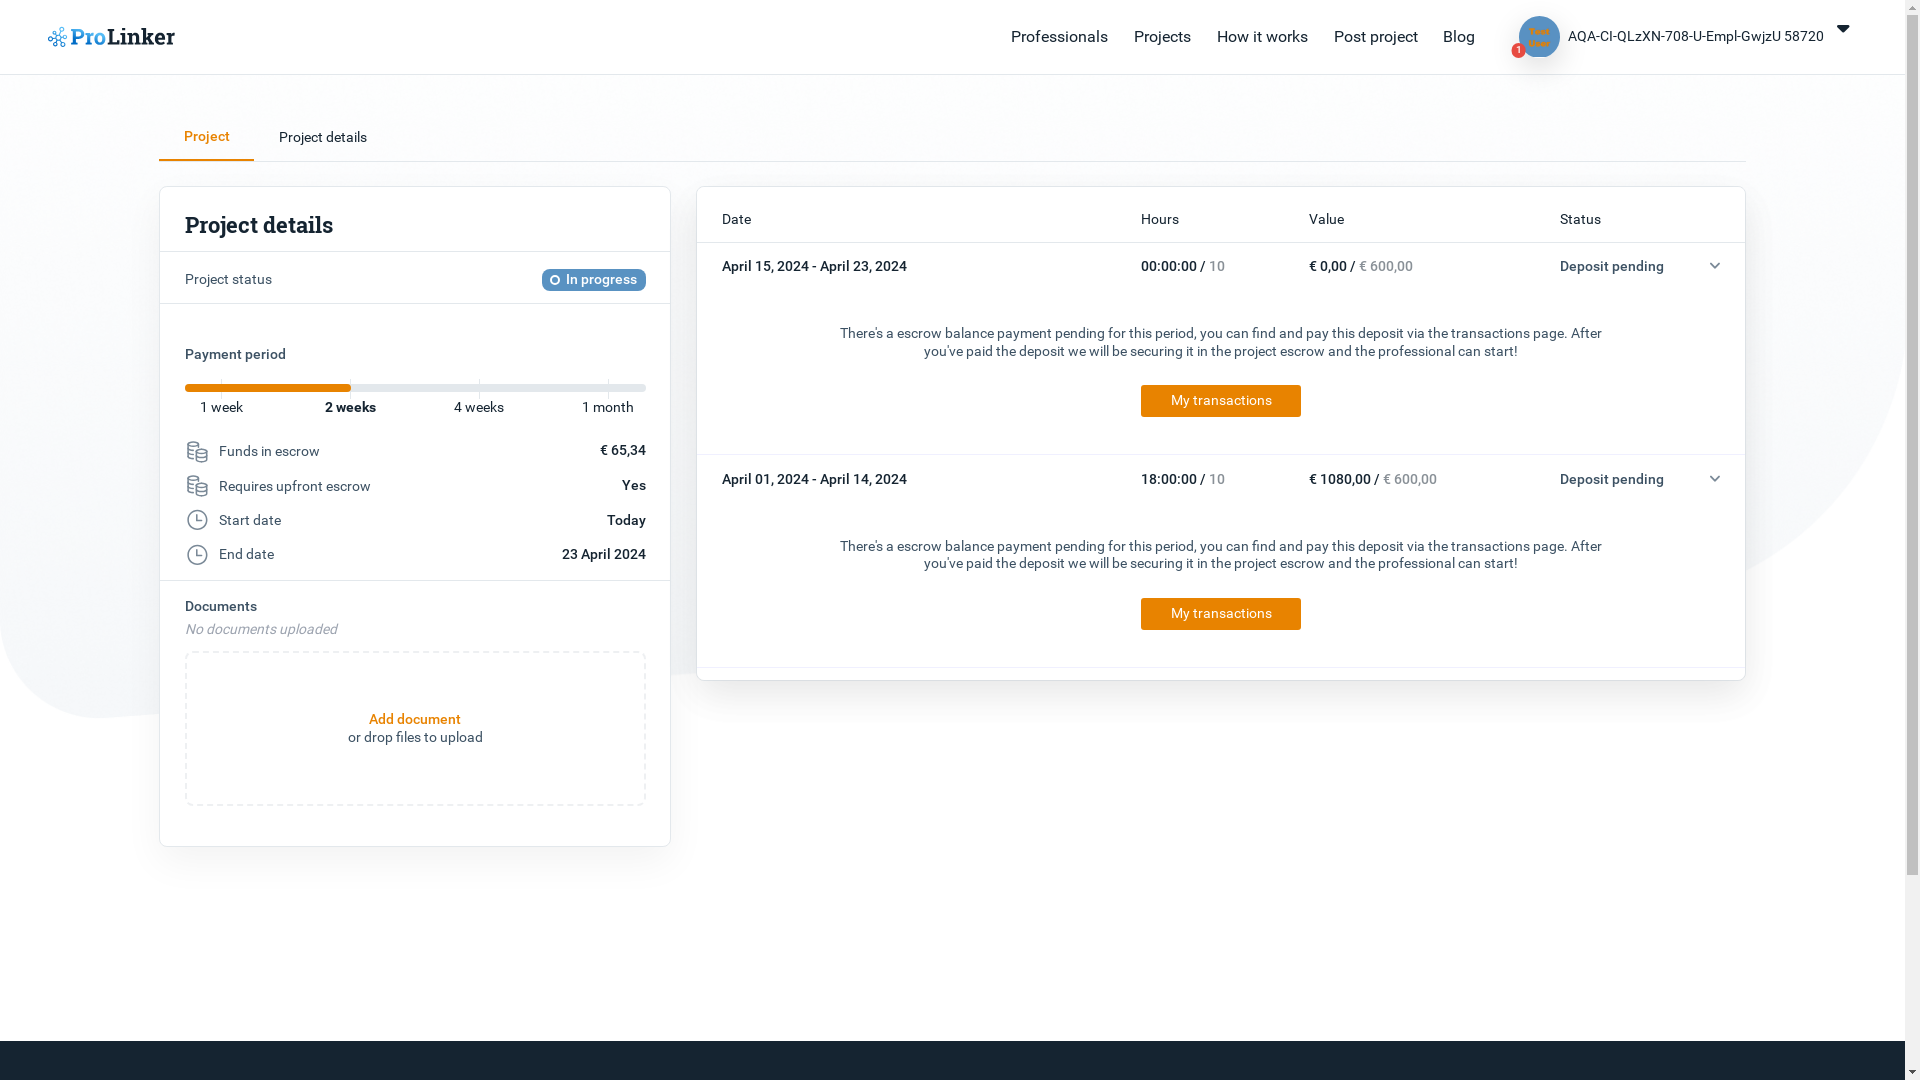 ProLinker
Professionals
Projects
How it works
Post project
Blog
Test
User
1
AQA-CI-QLzXN-708-U-Empl-GwjzU 58720
Project
Project details
Project details
Project status
In progress
Payment period
1 week
2 weeks
4 weeks
1 month
Funds in escrow
€ 65,34
Requires upfront escrow
Yes
Start date
Today
End date
23 April 2024
Documents
No documents uploaded
Add document
or drop files to upload
Date
Hours
Value
Status
April 15, 2024 - April 23, 2024
00:00:00 / 10
€ 0,00 / € 600,00
Deposit pending
There's a escrow balance payment pending for this period, you can find and pay this deposit via the transactions page. After
you've paid the deposit we will be securing it in the project escrow and the professional can start!
My transactions
April 01, 2024 - April 14, 2024
18:00:00 / 10
€ 1080,00 / € 600,00
Deposit pending
There's a escrow balance payment pending for this period, you can find and pay this deposit via the transactions page. After
you've paid the deposit we will be securing it in the project escrow and the professional can start!
My transactions